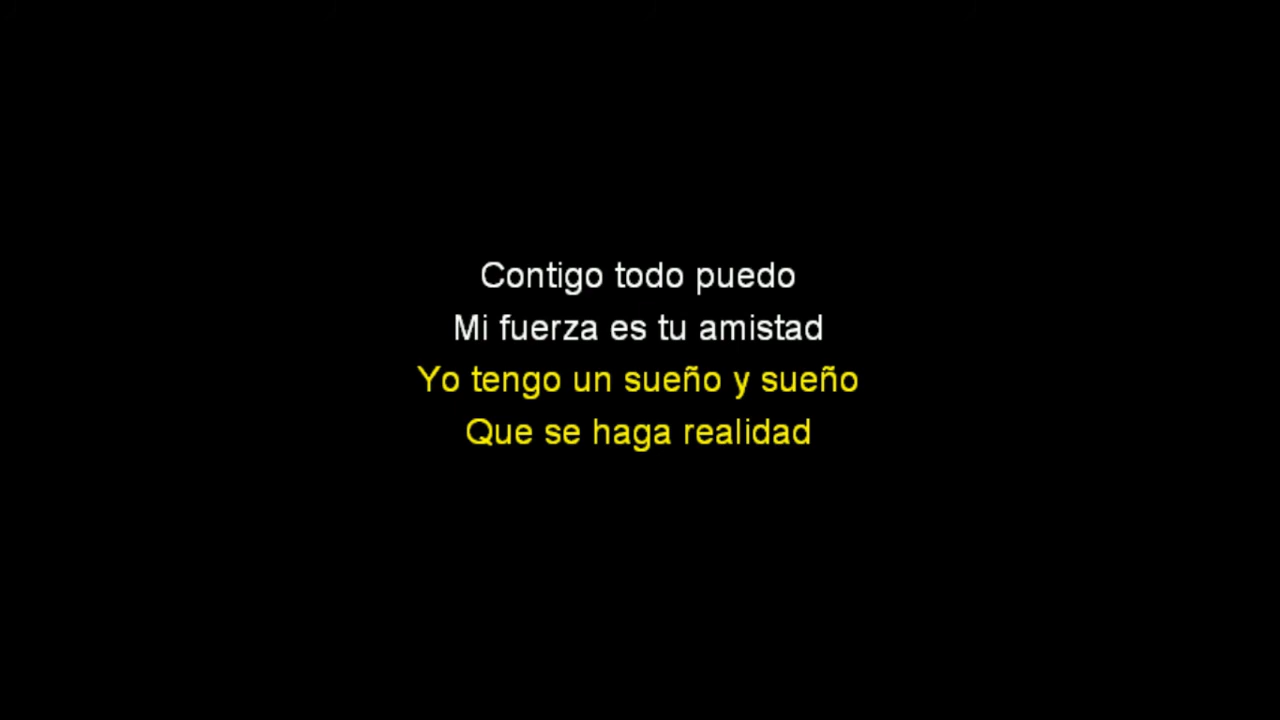 Contigo todo puedo
Mi fuerza es tu amistad
Yo tengo un sueño y sueño
Que se haga realidad